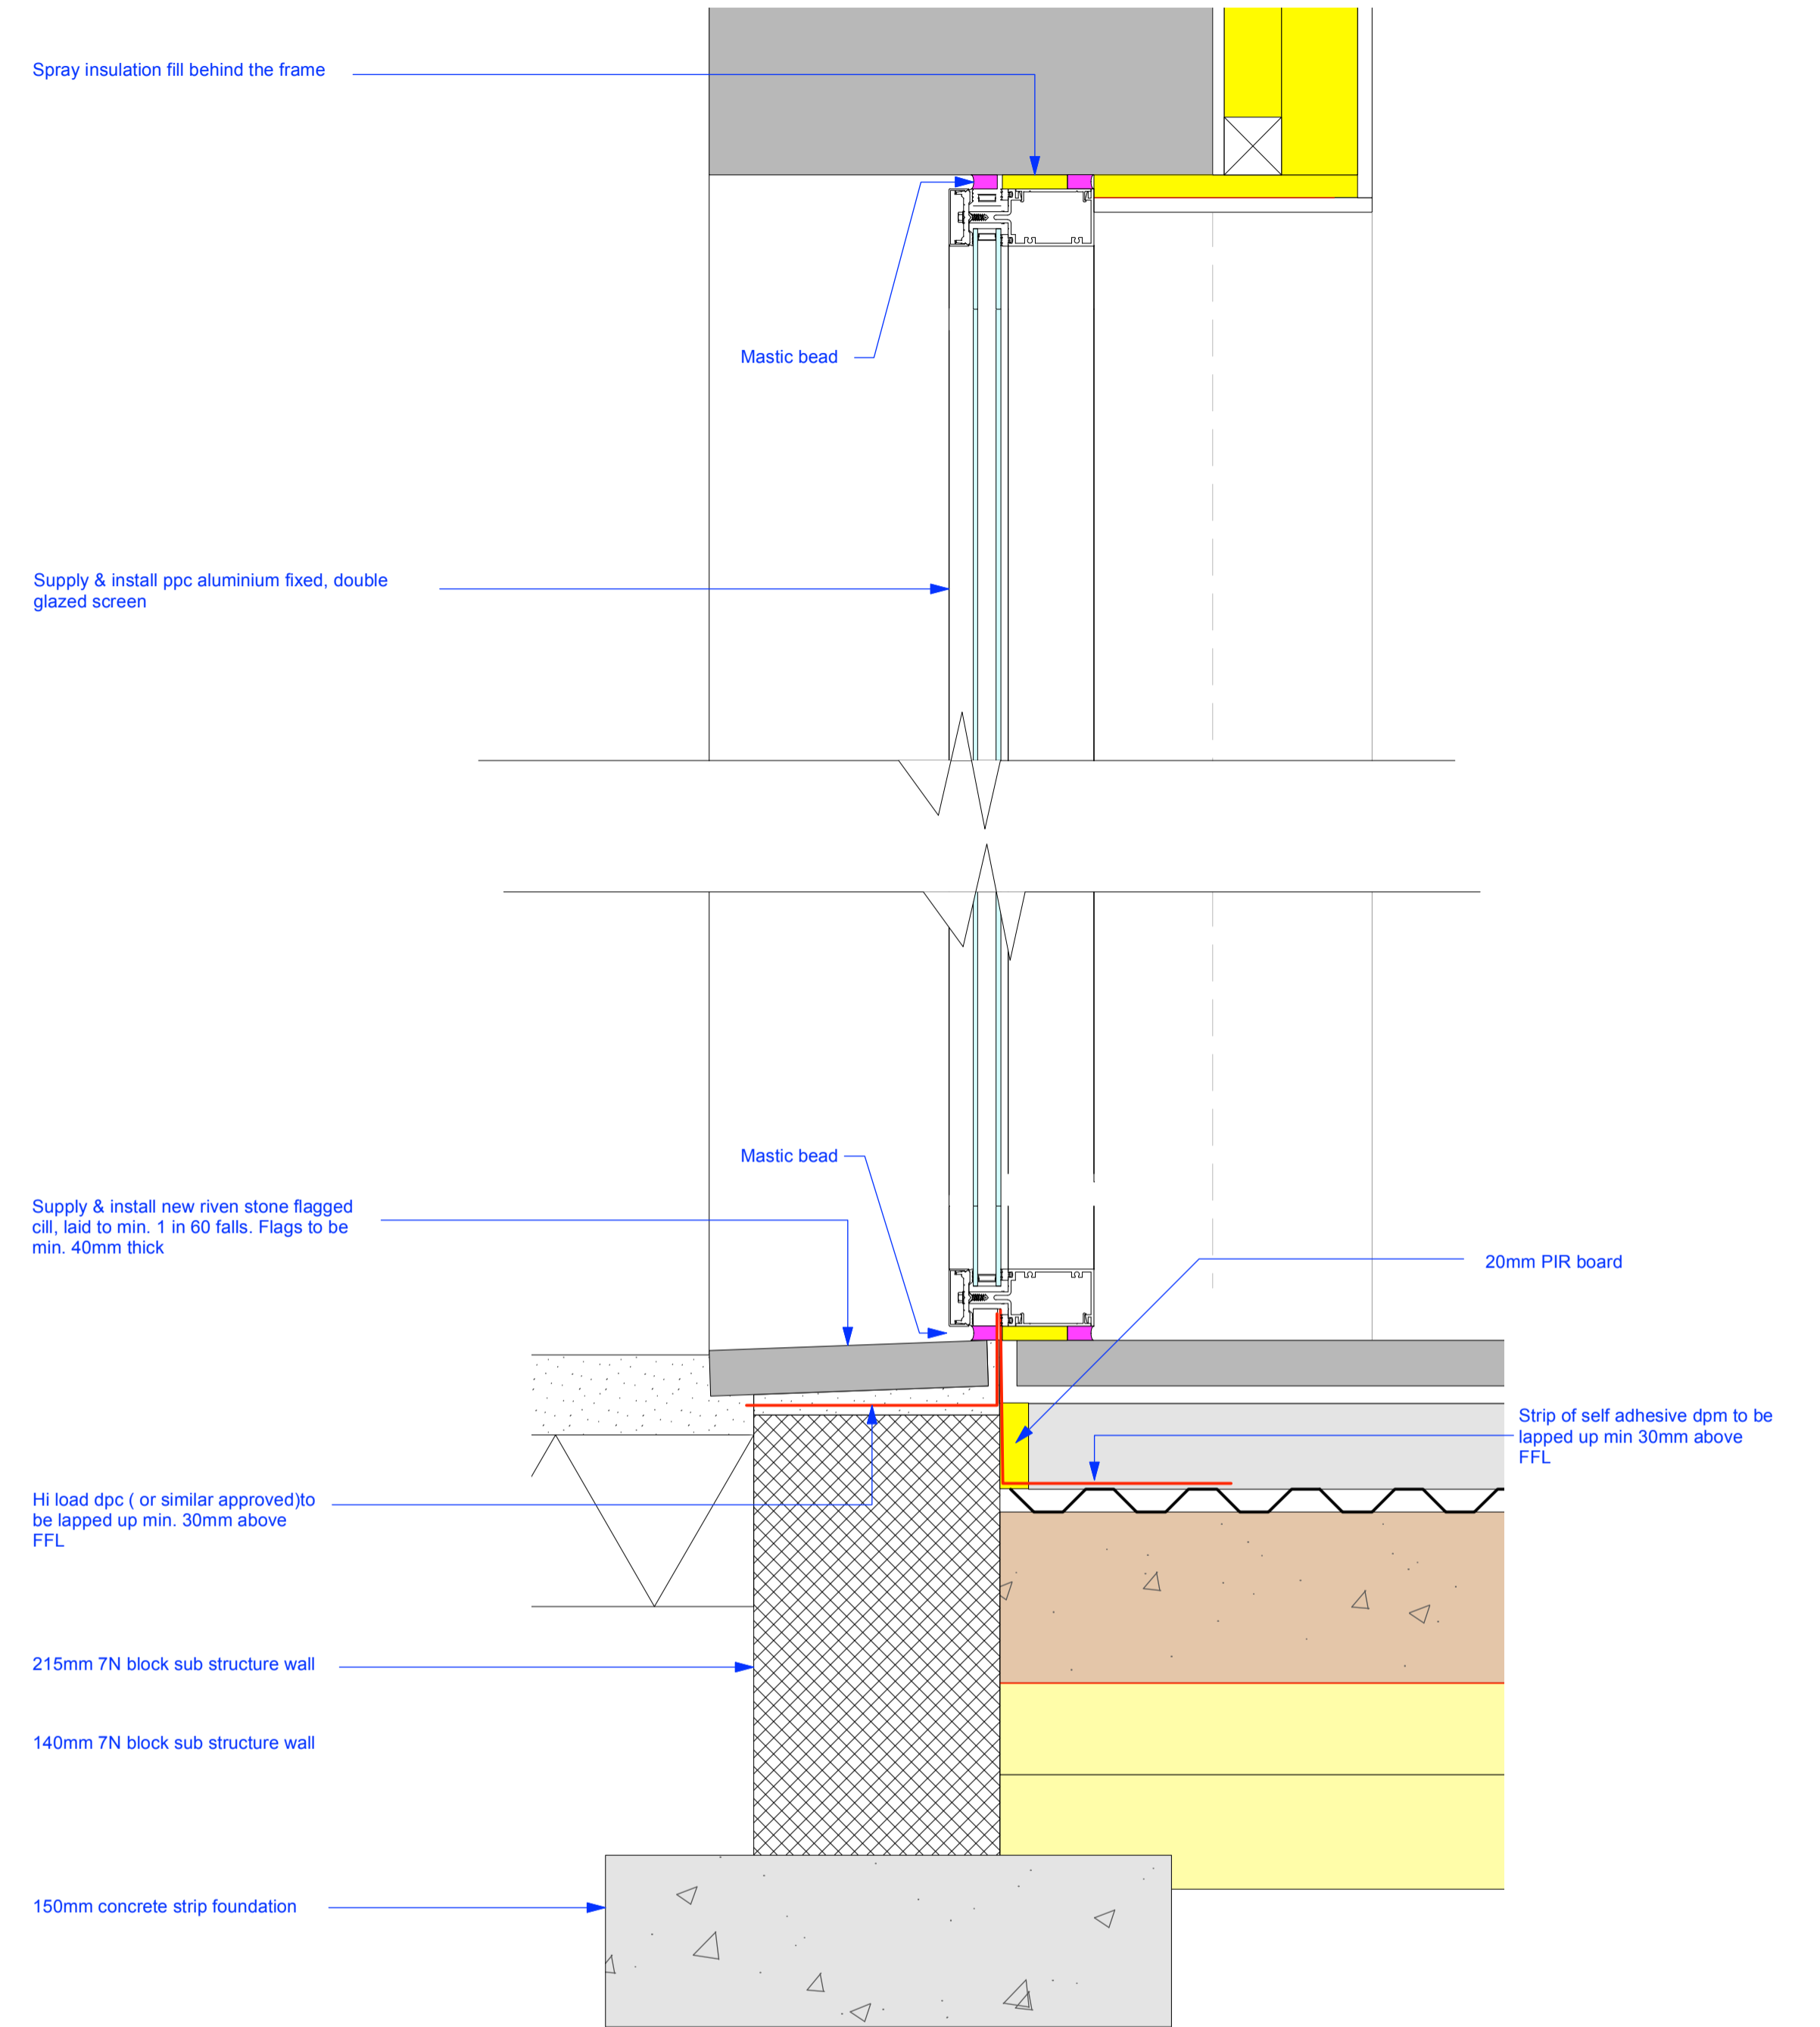 Spray insulation fill behind the frame
Mastic bead
Supply & install ppc aluminium fixed, double
glazed screen
Mastic bead
Supply & install new riven stone flagged
cill, laid to min. 1 in 60 falls. Flags to be
min. 40mm thick
20mm PIR board
Strip of self adhesive dpm to be
lapped up min 30mm above
FFL
Hi load dpc ( or similar approved)to
be lapped up min. 30mm above
FFL
215mm 7N block sub structure wall
140mm 7N block sub structure wall
150mm concrete strip foundation